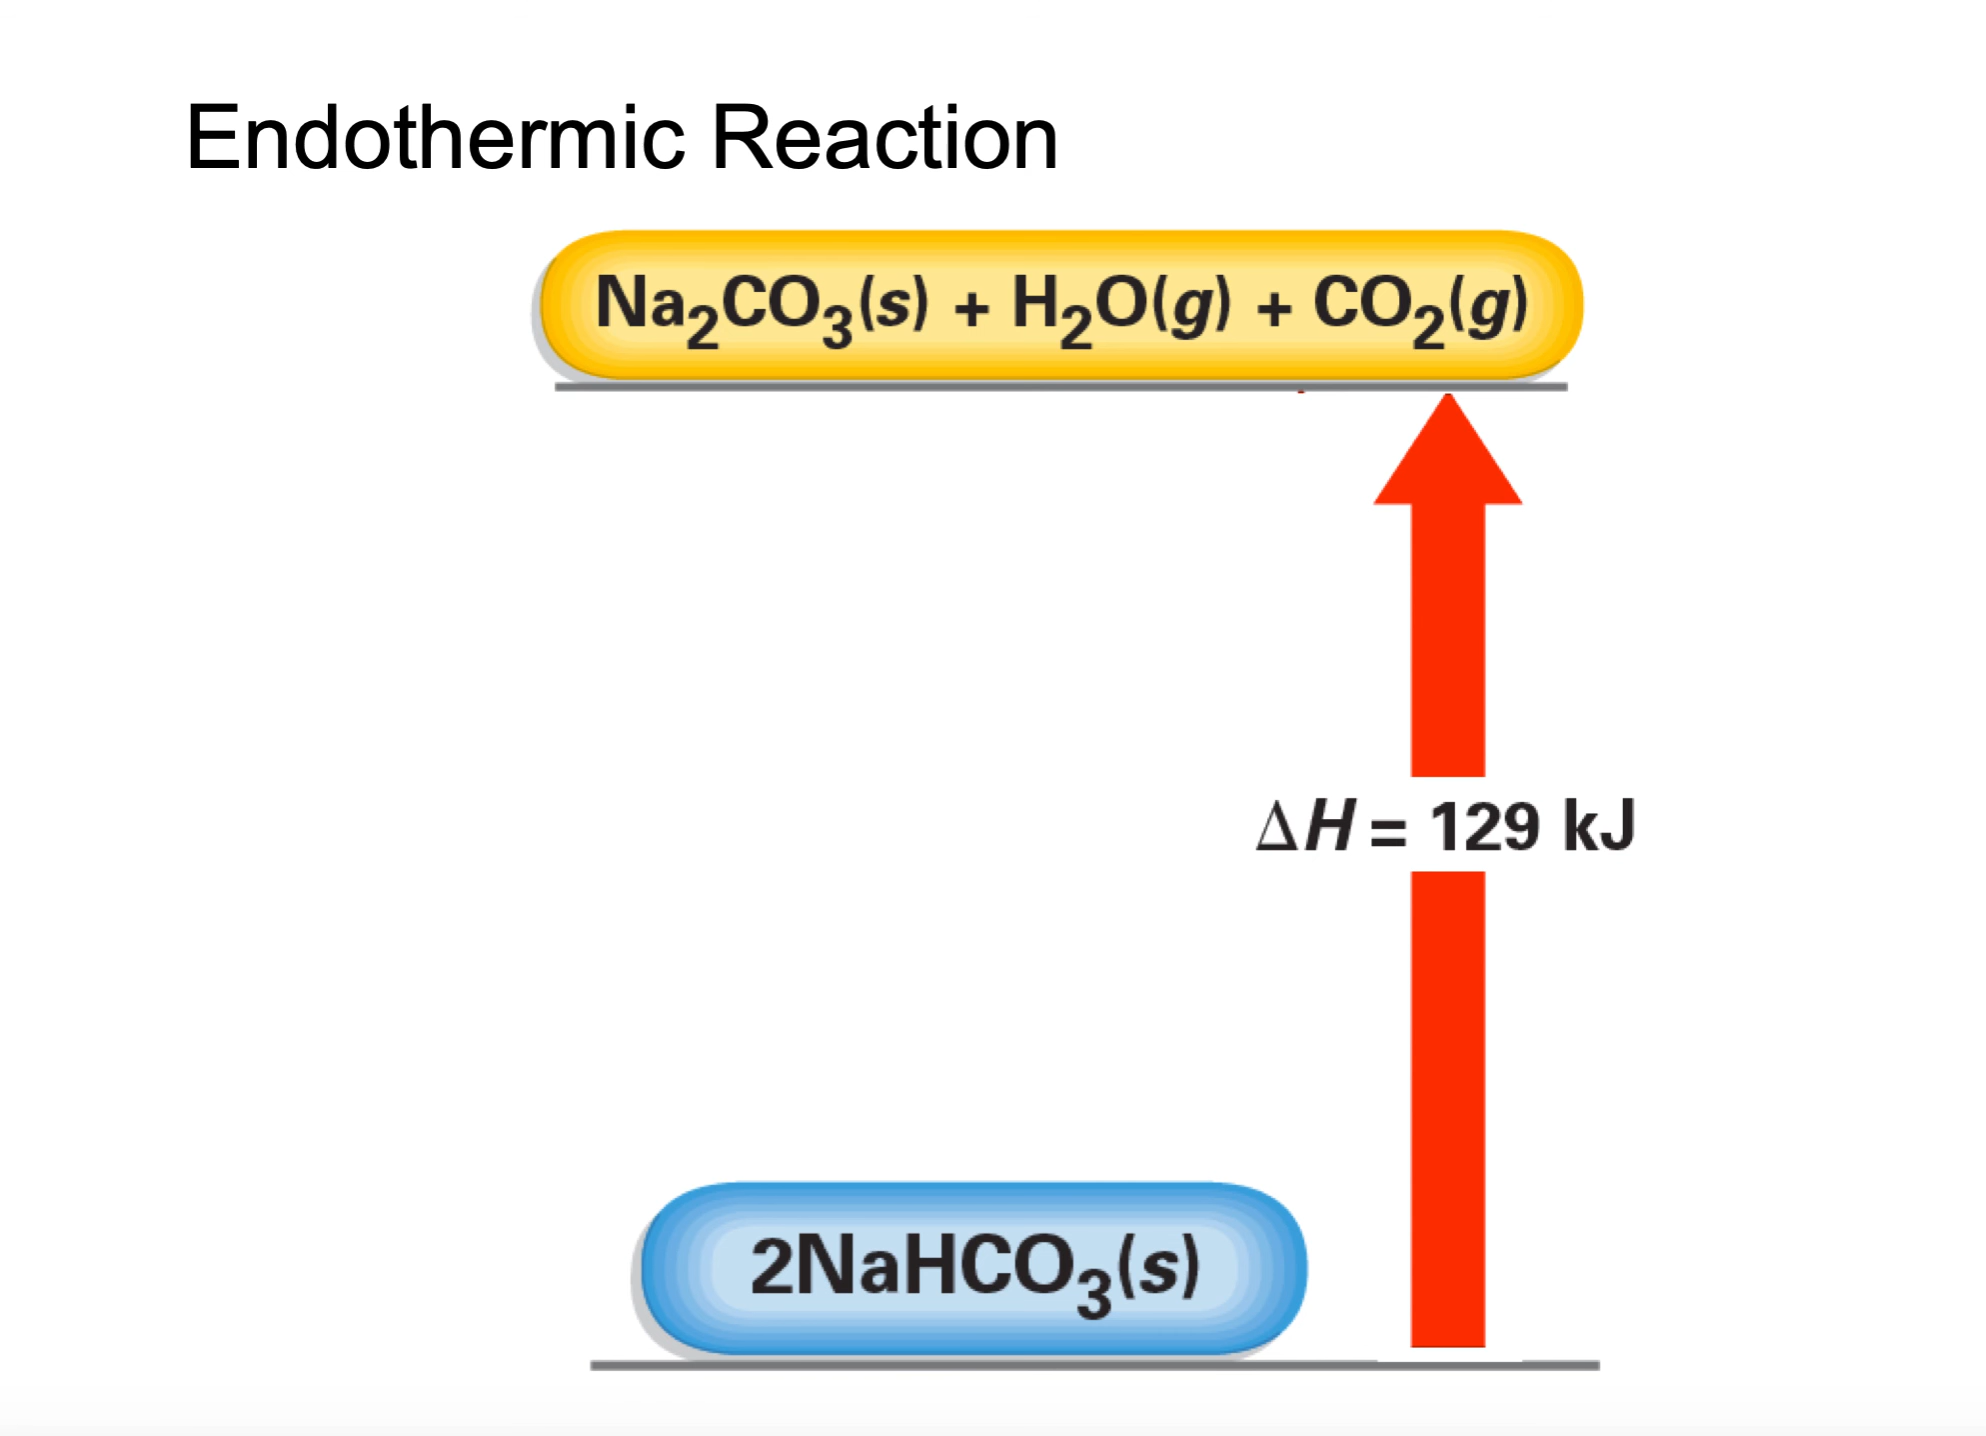 Endothermic Reaction
Na₂CO₃(s) + H₂O(g) + CO₂(g)
ΔH = 129 kJ
2NaHCO₃(s)